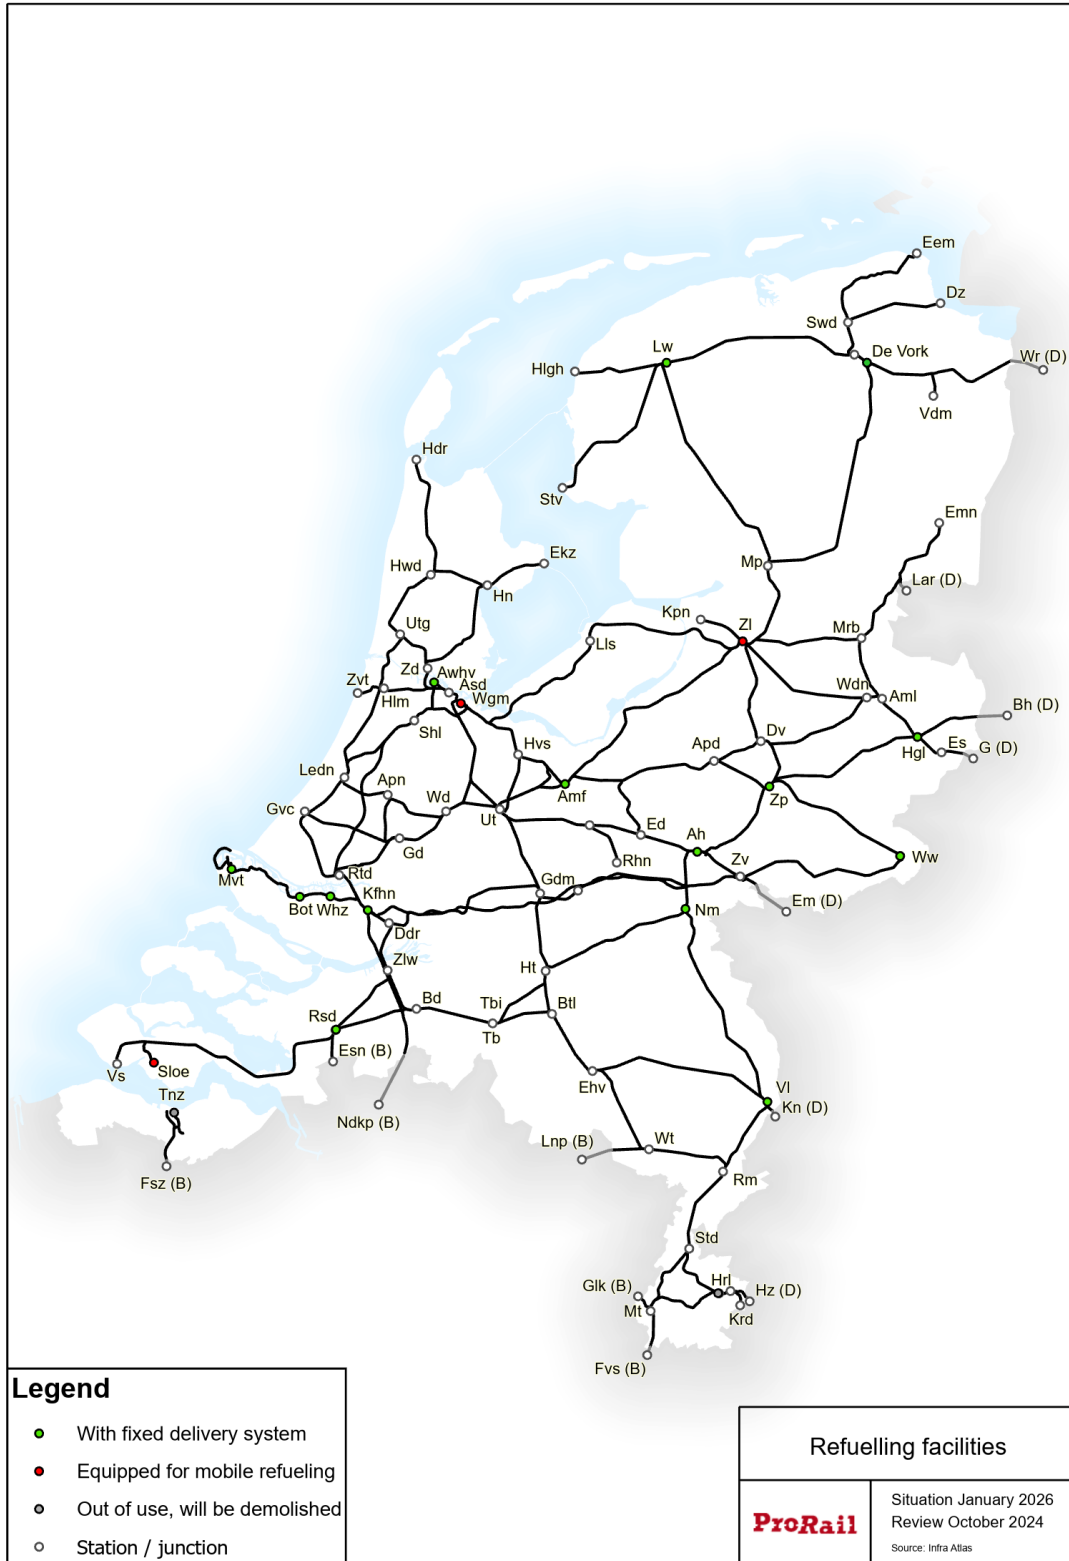 Eem
Dz
Swd
De Vork
Wr (D)
Lw
Hlgh
Vdm
Hdr
Stv
Emn
Ekz
Mp
Hwd
Lar (D)
Hn
Kpn
Zl
Mrb
Utg
Lls
Zd
Awhv
Zvt
Asd
Wdn
Aml
Hlm
Wgm
Bh (D)
Shl
Dv
Hvs
Apd
Hgl
Es
G (D)
Ledn
Apn
Amf
Zp
Wd
Gvc
Ut
Ed
Ah
Gd
Rhn
Zv
Ww
Rtd
Mvt
Kfhn
Gdm
Em (D)
Bot
Whz
Nm
Ddr
Zlw
Ht
Bd
Tbi
Btl
Rsd
Tb
Esn (B)
Vs
Sloe
Ehv
Vl
Tnz
Kn (D)
Ndkp (B)
Lnp (B)
Wt
Fsz (B)
Rm
Std
Glk (B)
Hrl
Hz (D)
Mt
Krd
Fvs (B)
Legend
With fixed delivery system
Equipped for mobile refueling
Out of use, will be demolished
Station / junction
Refuelling facilities
ProRail
Situation January 2026
Review October 2024
Source: Infra Atlas